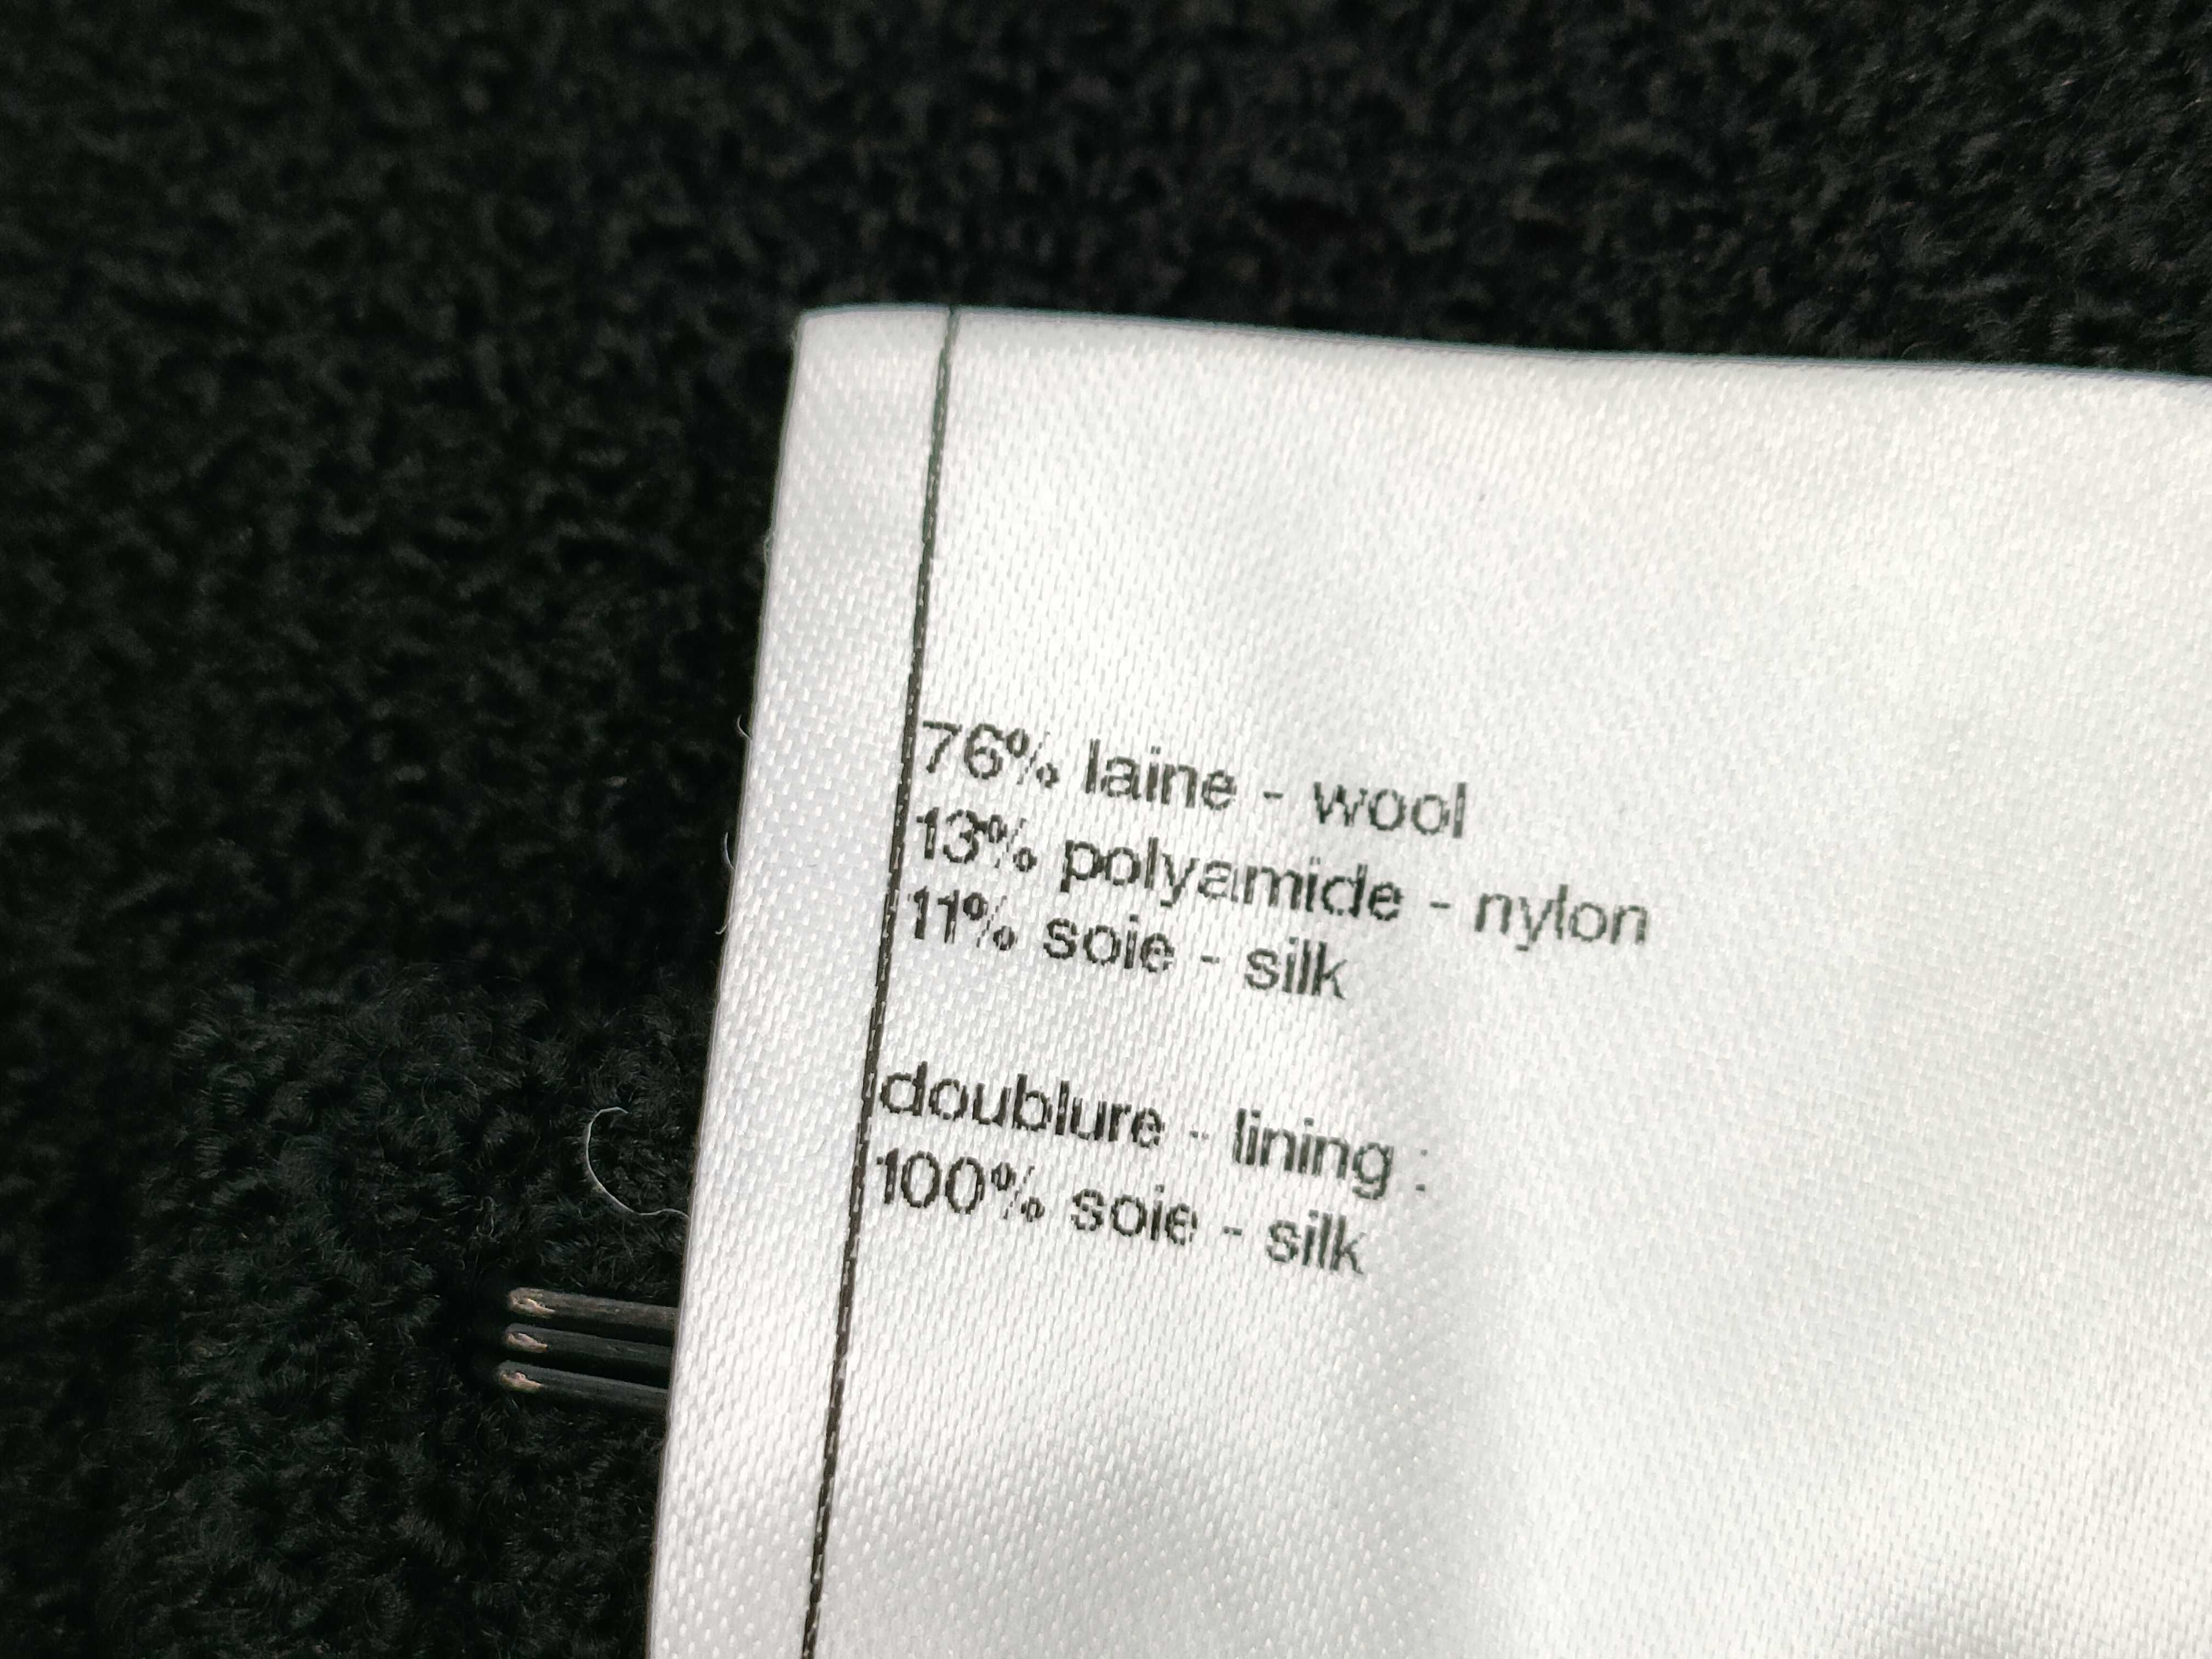 76% laine - wool
13% polyamide - nylon
11% soie - silk
doublure - lining :
100% soie - silk